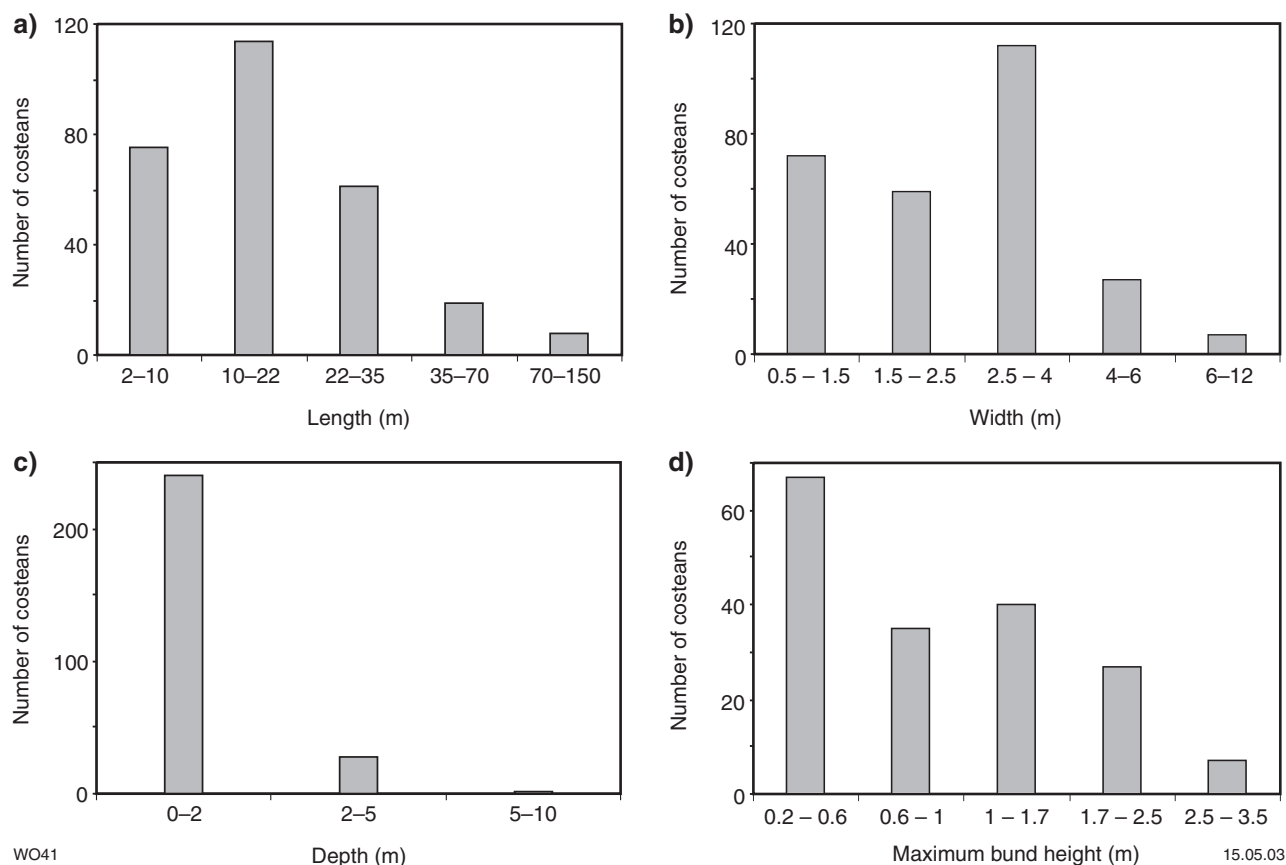 a)
120
80
40
0
Number of costeans
2–10 10–22 22–35 35–70 70–150
Length (m)
b)
120
80
40
0
Number of costeans
0.5 – 1.5 1.5 – 2.5 2.5 – 4 4–6 6–12
Width (m)
c)
200
100
0
Number of costeans
0–2 2–5 5–10
Depth (m)
d)
60
40
20
0
Number of costeans
0.2 – 0.6 0.6 – 1 1 – 1.7 1.7 – 2.5 2.5 – 3.5
Maximum bund height (m)
WO41
15.05.03